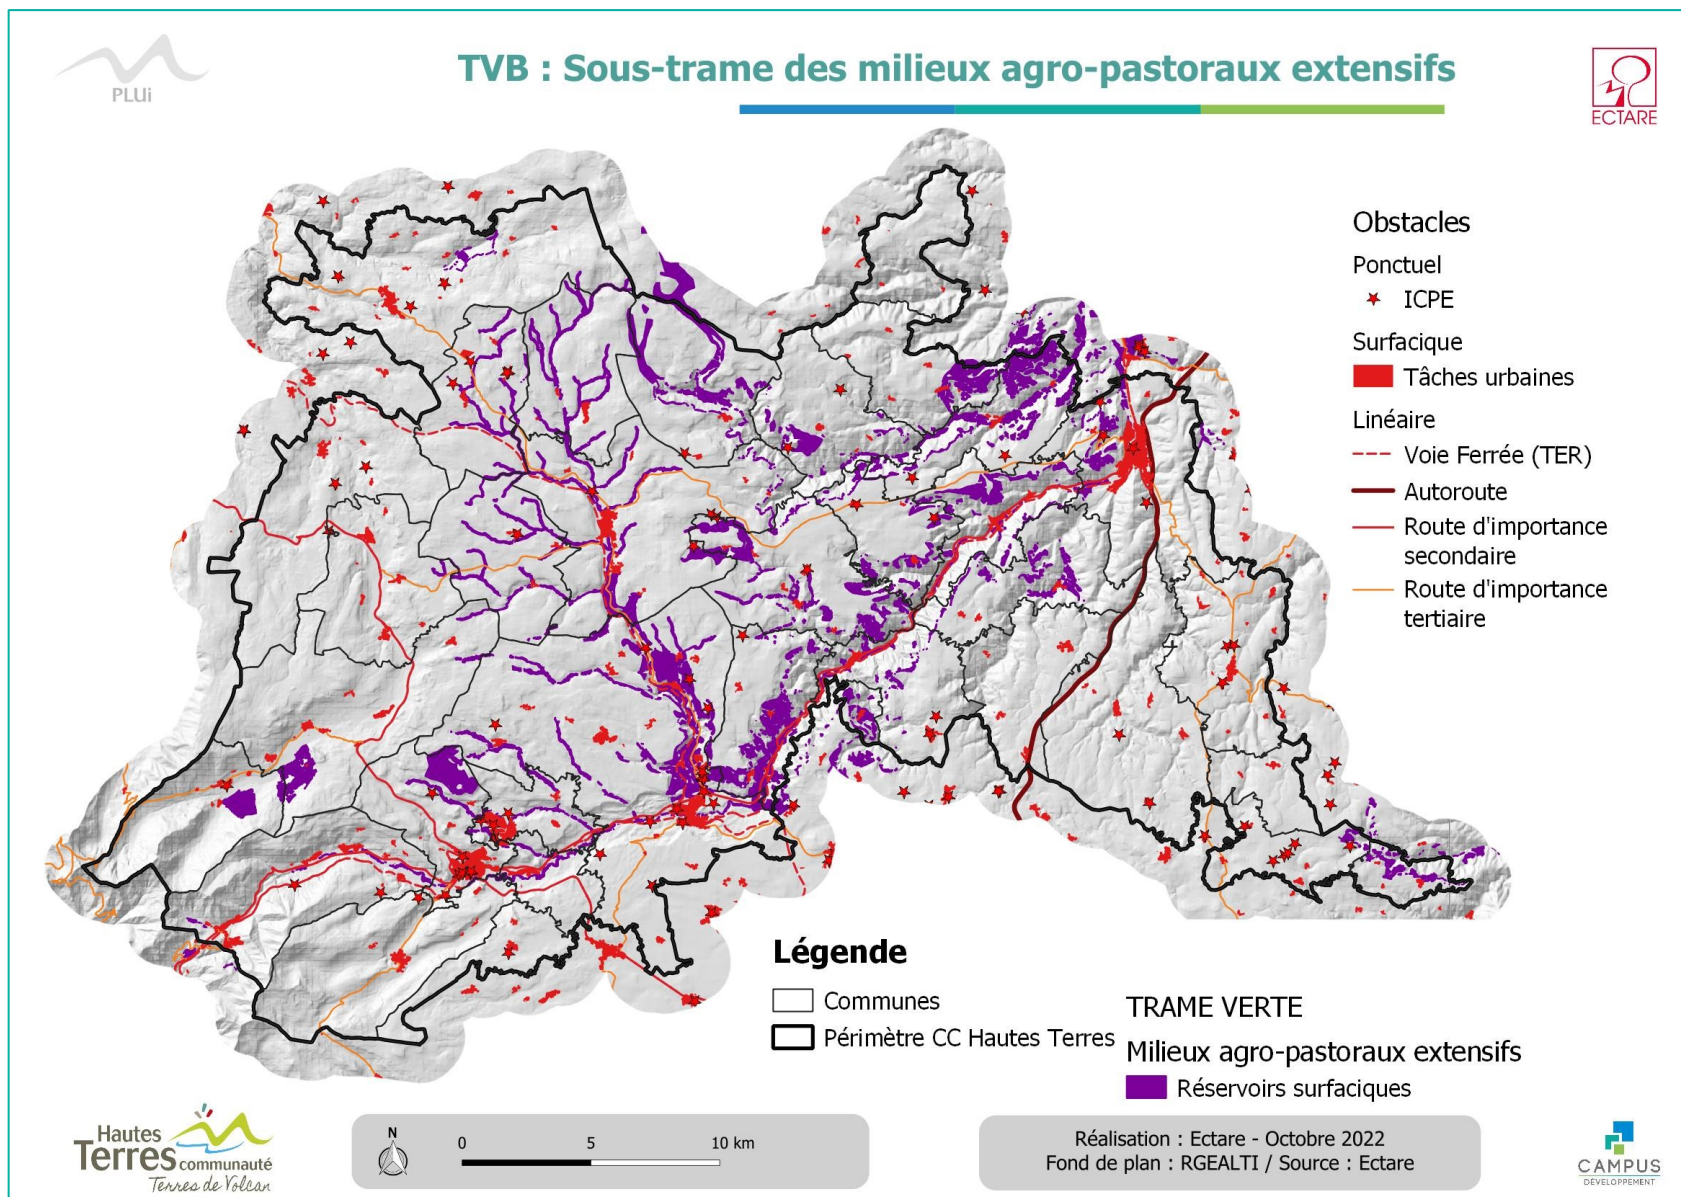 PLUi
TVB : Sous-trame des milieux agro-pastoraux extensifs
ECTARE
Obstacles
Ponctuel
ICPE
Surfacique
Tâches urbaines
Linéaire
Voie Ferrée (TER)
Autoroute
Route d'importance
secondaire
Route d'importance
tertiaire
Légende
Communes
Périmètre CC Hautes Terres
TRAME VERTE
Milieux agro-pastoraux extensifs
Réservoirs surfaciques
Hautes
Terres communauté
Terres de Volcan
N
0 5 10 km
Réalisation : Ectare - Octobre 2022
Fond de plan : RGEALTI / Source : Ectare
CAMPUS
DÉVELOPPEMENT